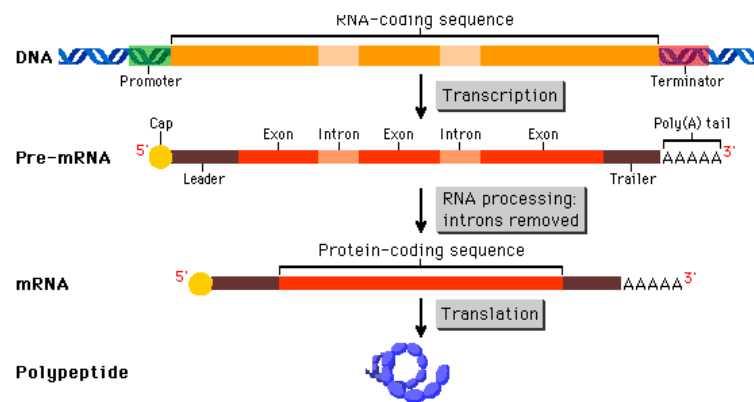 RNA-coding sequence
DNA
Promoter
Terminator
Transcription
Cap
Poly(A) tail
Exon Intron Exon Intron Exon
Pre-mRNA
5'
AAAAA
3'
Leader
Trailer
RNA processing:
introns removed
Protein-coding sequence
mRNA
5'
AAAAA
3'
Translation
Polypeptide